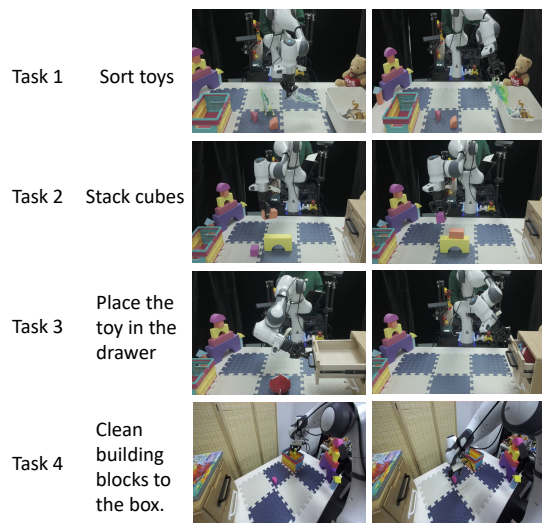 Task 1
Sort toys
Task 2
Stack cubes
Task 3
Place the
toy in the
drawer
Task 4
Clean
building
blocks to
the box.